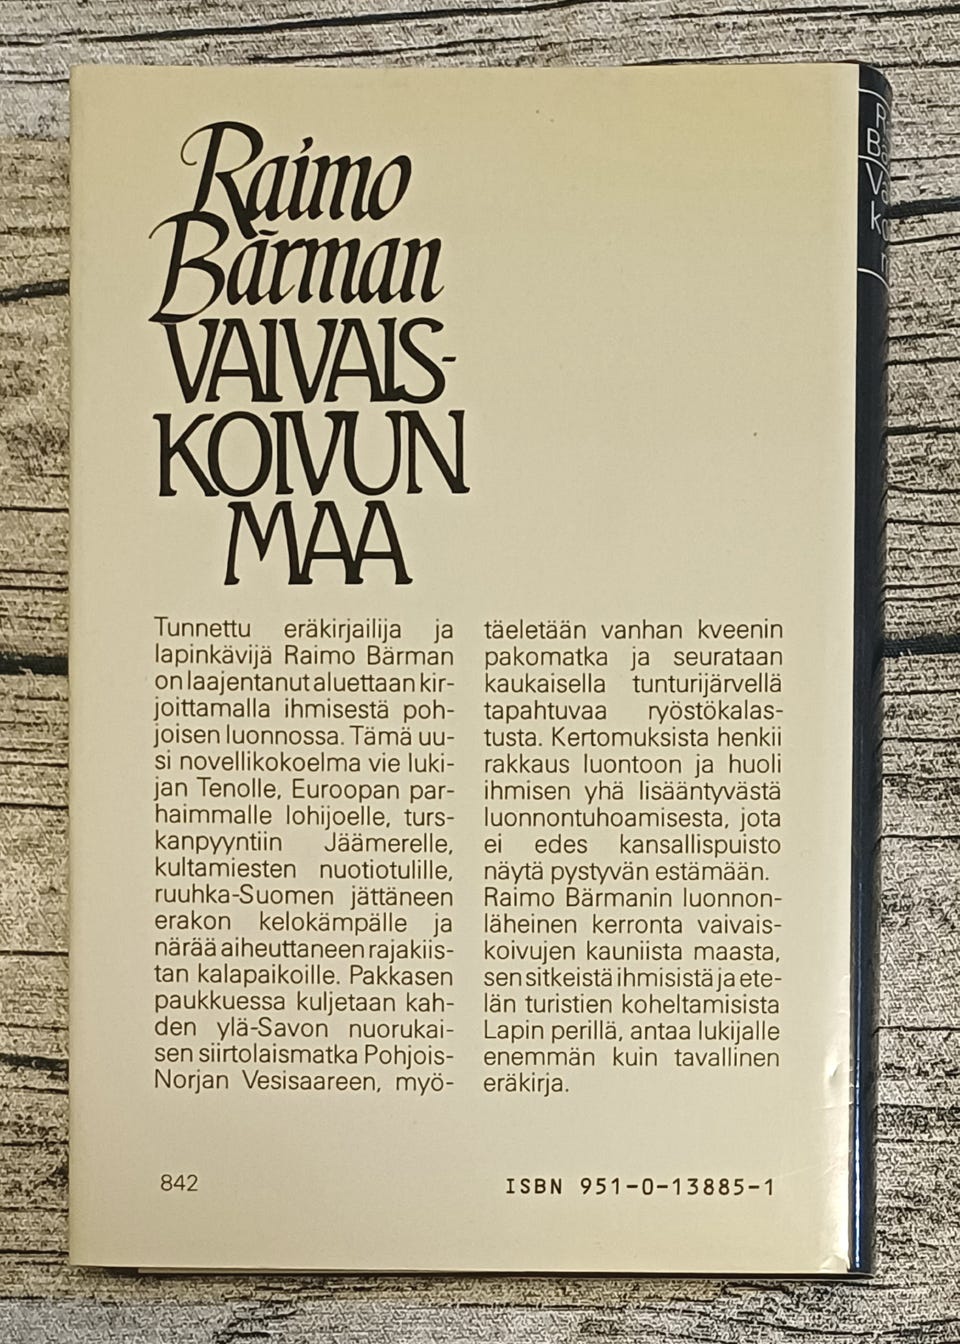 Raimo
Bärman
VAIVAIS-
KOIVUN
MAA
Tunnettu eräkirjailija ja
lapinkävijä Raimo Bärman
on laajentanut aluettaan kir-
joittamalla ihmisestä poh-
joisen luonnossa. Tämä uu-
si novellikokoelma vie luki-
jan Tenolle, Euroopan par-
haimmalle lohijoelle, turs-
kanpyyntiin Jäämerelle,
kultamiesten nuotiotulille,
ruuhka-Suomen jättäneen
erakon kelokämpälle ja
närää aiheuttaneen rajakiis-
tan kalapaikoille. Pakkasen
paukkuessa kuljetaan kah-
den ylä-Savon nuorukai-
sen siirtolaismatka Pohjois-
Norjan Vesisaareen, myö-
täeletään vanhan kveenin
pakomatka ja seurataan
kaukaisella tunturijärvellä
tapahtuvaa ryöstökalas-
tusta. Kertomuksista henkii
rakkaus luontoon ja huoli
ihmisen yhä lisääntyvästä
luonnontuhoamisesta, jota
ei edes kansallispuisto
näytä pystyvän estämään.
Raimo Bärmanin luonnon-
läheinen kerronta vaivais-
koivujen kauniista maasta,
sen sitkeistä ihmisistä ja ete-
län turistien koheltamisista
Lapin perillä, antaa lukijalle
enemmän kuin tavallinen
eräkirja.
842
ISBN 951-0-13885-1